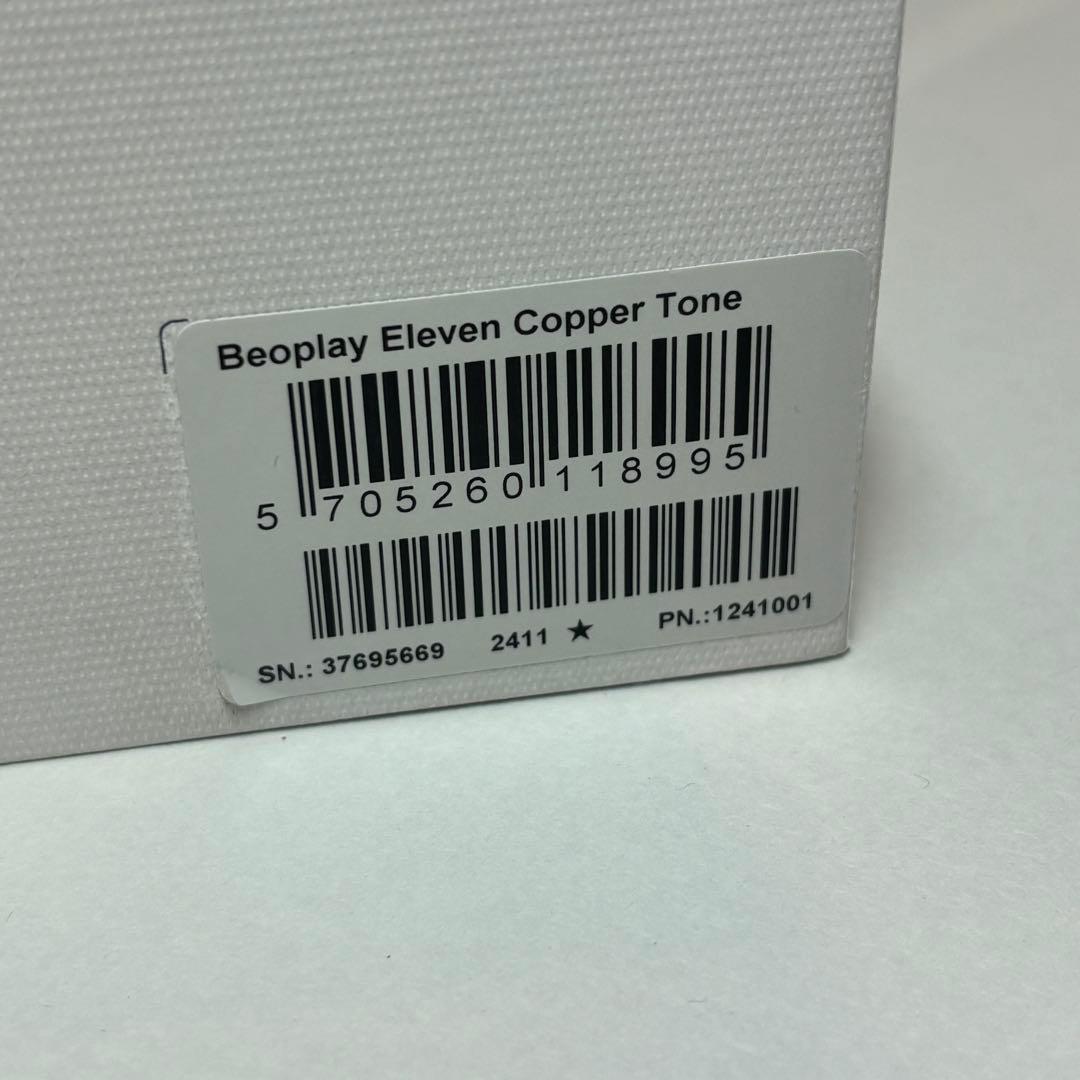 Beoplay Eleven Copper Tone
5 705260 118995
SN.: 37695669 2411 ★ PN.:1241001